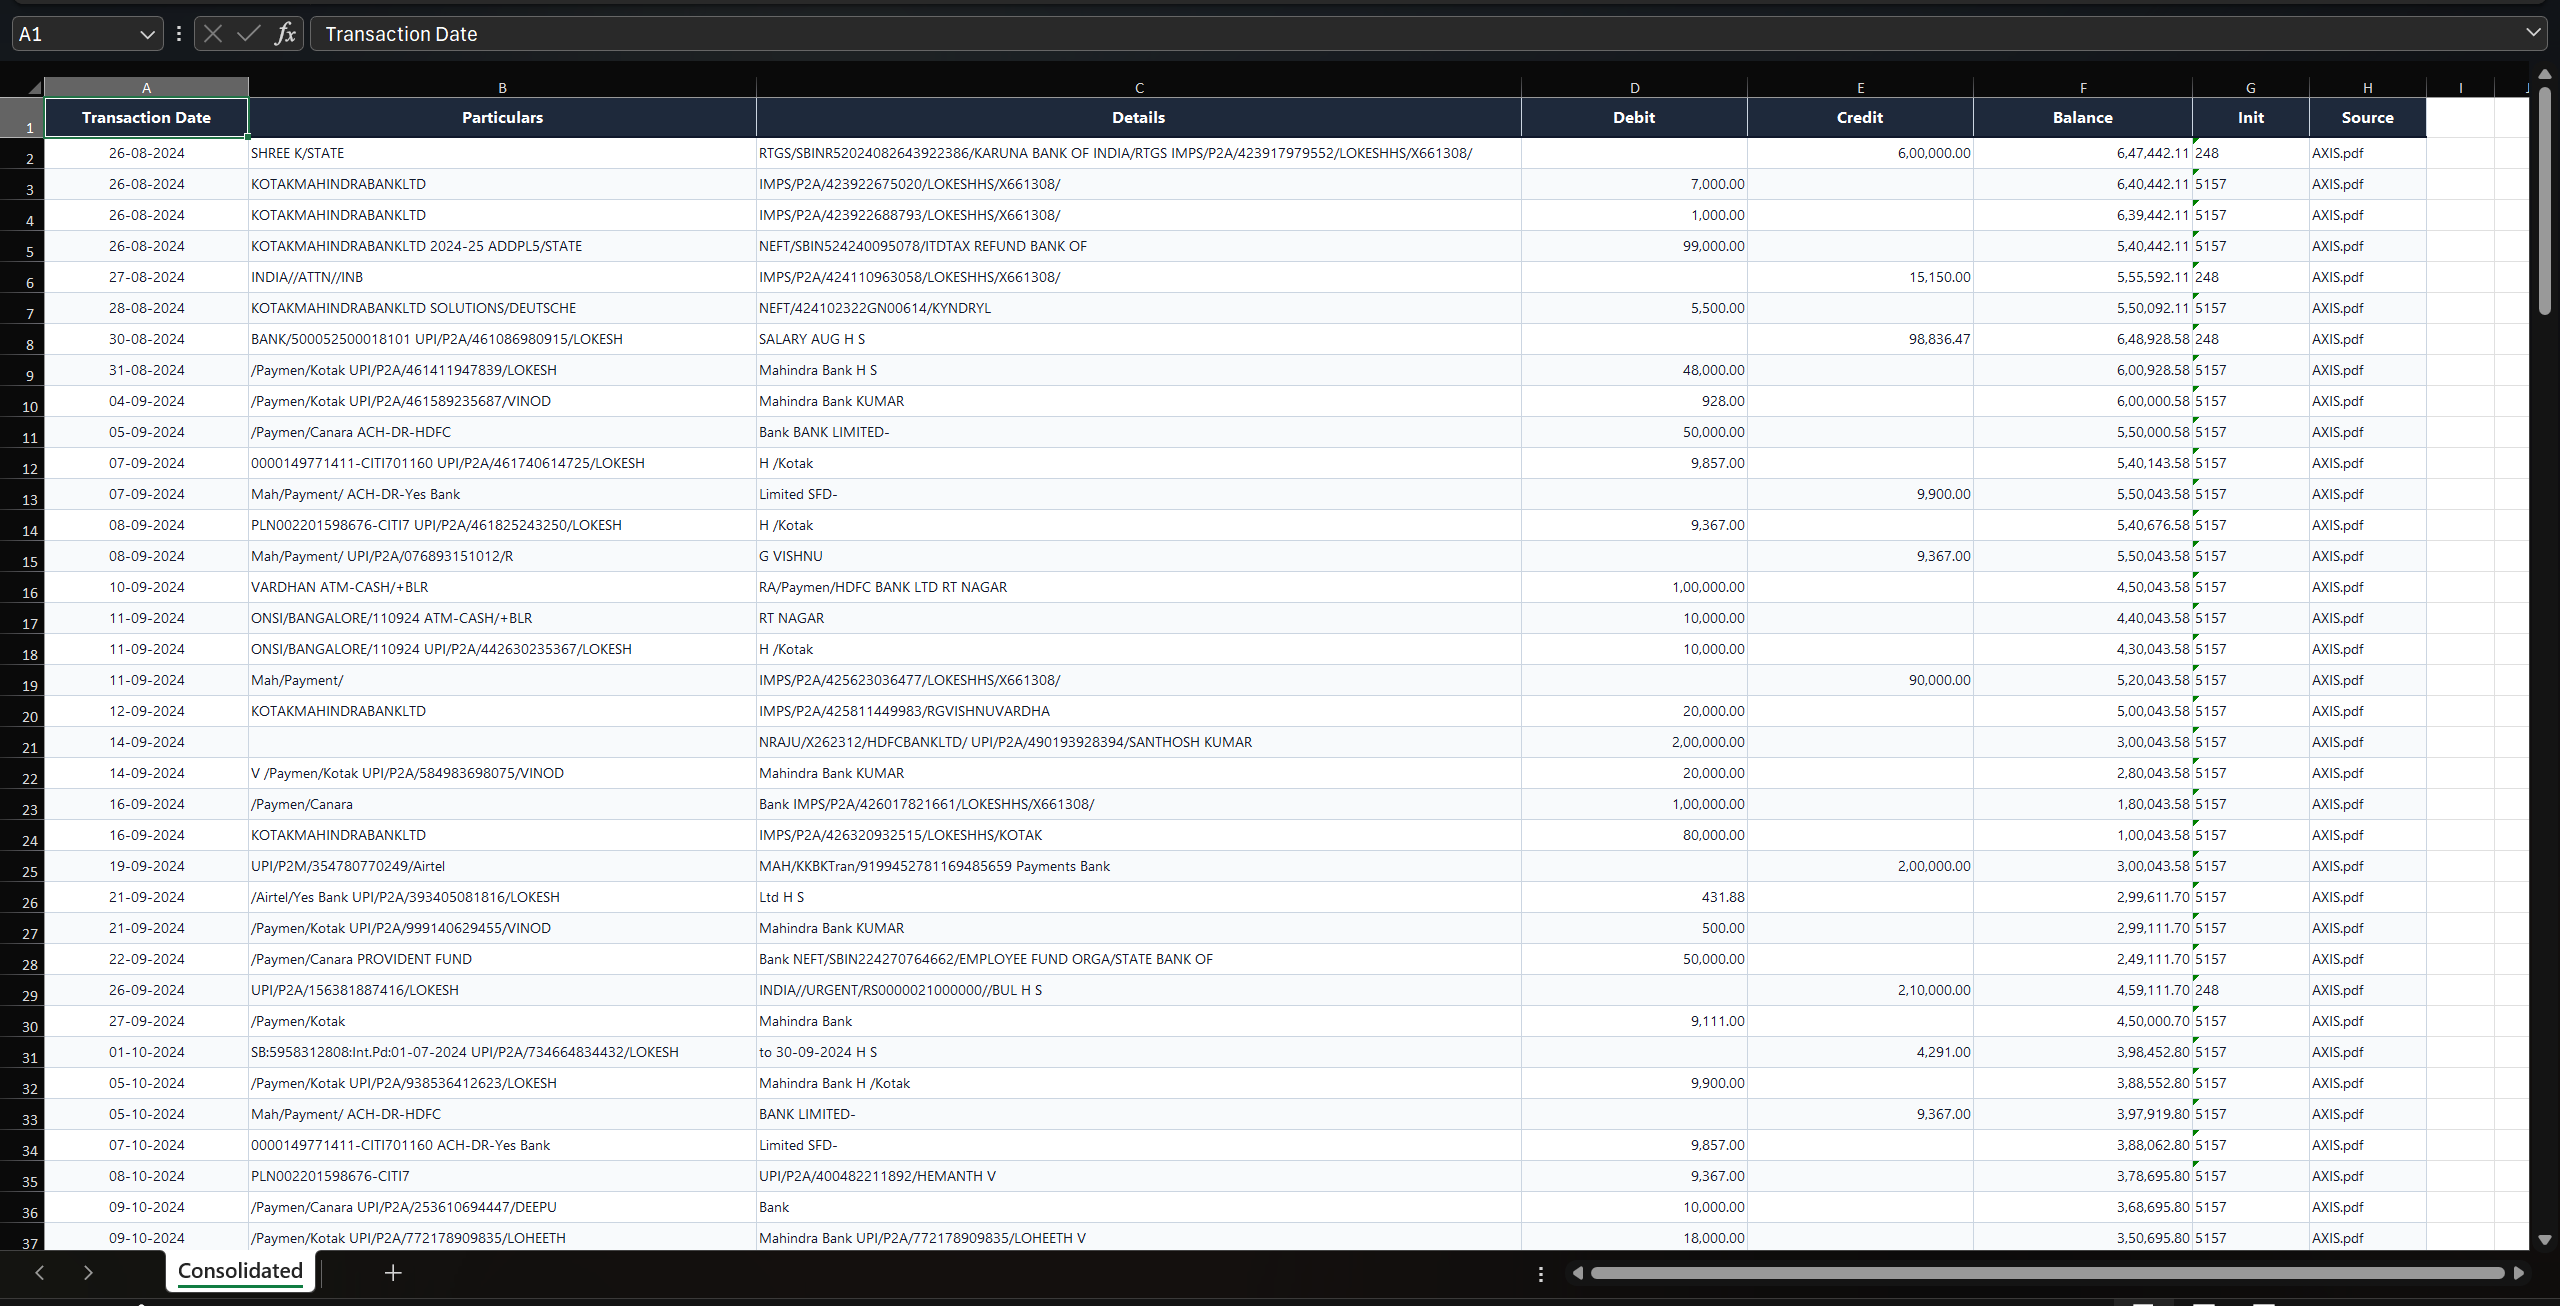 A1 fx Transaction Date
A B C D E F G H I J
1 Transaction Date Particulars Details Debit Credit Balance Init Source
2 26-08-2024 SHREE K/STATE RTGS/SBINR52024082643922386/KARUNA BANK OF INDIA/RTGS IMPS/P2A/423917979552/LOKESHHS/X661308/ 6,00,000.00 6,47,442.11 248 AXIS.pdf
3 26-08-2024 KOTAKMAHINDRABANKLTD IMPS/P2A/423922675020/LOKESHHS/X661308/ 7,000.00 6,40,442.11 5157 AXIS.pdf
4 26-08-2024 KOTAKMAHINDRABANKLTD IMPS/P2A/423922688793/LOKESHHS/X661308/ 1,000.00 6,39,442.11 5157 AXIS.pdf
5 26-08-2024 KOTAKMAHINDRABANKLTD 2024-25 ADDPL5/STATE NEFT/SBIN524240095078/ITDTAX REFUND BANK OF 99,000.00 5,40,442.11 5157 AXIS.pdf
6 27-08-2024 INDIA//ATTN//INB IMPS/P2A/424110963058/LOKESHHS/X661308/ 15,150.00 5,55,592.11 248 AXIS.pdf
7 28-08-2024 KOTAKMAHINDRABANKLTD SOLUTIONS/DEUTSCHE NEFT/424102322GN00614/KYNDRYL 5,500.00 5,50,092.11 5157 AXIS.pdf
8 30-08-2024 BANK/500052500018101 UPI/P2A/461086980915/LOKESH SALARY AUG H S 98,836.47 6,48,928.58 248 AXIS.pdf
9 31-08-2024 /Paymen/Kotak UPI/P2A/461411947839/LOKESH Mahindra Bank H S 48,000.00 6,00,928.58 5157 AXIS.pdf
10 04-09-2024 /Paymen/Kotak UPI/P2A/461589235687/VINOD Mahindra Bank KUMAR 928.00 6,00,000.58 5157 AXIS.pdf
11 05-09-2024 /Paymen/Canara ACH-DR-HDFC Bank BANK LIMITED- 50,000.00 5,50,000.58 5157 AXIS.pdf
12 07-09-2024 0000149771411-CITI701160 UPI/P2A/461740614725/LOKESH H /Kotak 9,857.00 5,40,143.58 5157 AXIS.pdf
13 07-09-2024 Mah/Payment/ ACH-DR-Yes Bank Limited SFD- 9,900.00 5,50,043.58 5157 AXIS.pdf
14 08-09-2024 PLN002201598676-CITI7 UPI/P2A/461825243250/LOKESH H /Kotak 9,367.00 5,40,676.58 5157 AXIS.pdf
15 08-09-2024 Mah/Payment/ UPI/P2A/076893151012/R G VISHNU 9,367.00 5,50,043.58 5157 AXIS.pdf
16 10-09-2024 VARDHAN ATM-CASH/+BLR RA/Paymen/HDFC BANK LTD RT NAGAR 1,00,000.00 4,50,043.58 5157 AXIS.pdf
17 11-09-2024 ONSI/BANGALORE/110924 ATM-CASH/+BLR RT NAGAR 10,000.00 4,40,043.58 5157 AXIS.pdf
18 11-09-2024 ONSI/BANGALORE/110924 UPI/P2A/442630235367/LOKESH H /Kotak 10,000.00 4,30,043.58 5157 AXIS.pdf
19 11-09-2024 Mah/Payment/ IMPS/P2A/425623036477/LOKESHHS/X661308/ 90,000.00 5,20,043.58 5157 AXIS.pdf
20 12-09-2024 KOTAKMAHINDRABANKLTD IMPS/P2A/425811449983/RGVISHNUVARDHA 20,000.00 5,00,043.58 5157 AXIS.pdf
21 14-09-2024 NRAJU/X262312/HDFCBANKLTD/ UPI/P2A/490193928394/SANTHOSH KUMAR 2,00,000.00 3,00,043.58 5157 AXIS.pdf
22 14-09-2024 V /Paymen/Kotak UPI/P2A/584983698075/VINOD Mahindra Bank KUMAR 20,000.00 2,80,043.58 5157 AXIS.pdf
23 16-09-2024 /Paymen/Canara Bank IMPS/P2A/426017821661/LOKESHHS/X661308/ 1,00,000.00 1,80,043.58 5157 AXIS.pdf
24 16-09-2024 KOTAKMAHINDRABANKLTD IMPS/P2A/426320932515/LOKESHHS/KOTAK 80,000.00 1,00,043.58 5157 AXIS.pdf
25 19-09-2024 UPI/P2M/354780770249/Airtel MAH/KKBKTran/9199452781169485659 Payments Bank 2,00,000.00 3,00,043.58 5157 AXIS.pdf
26 21-09-2024 /Airtel/Yes Bank UPI/P2A/393405081816/LOKESH Ltd H S 431.88 2,99,611.70 5157 AXIS.pdf
27 21-09-2024 /Paymen/Kotak UPI/P2A/999140629455/VINOD Mahindra Bank KUMAR 500.00 2,99,111.70 5157 AXIS.pdf
28 22-09-2024 /Paymen/Canara PROVIDENT FUND Bank NEFT/SBIN224270764662/EMPLOYEE FUND ORGA/STATE BANK OF 50,000.00 2,49,111.70 5157 AXIS.pdf
29 26-09-2024 UPI/P2A/156381887416/LOKESH INDIA//URGENT/RS0000021000000//BUL H S 2,10,000.00 4,59,111.70 248 AXIS.pdf
30 27-09-2024 /Paymen/Kotak Mahindra Bank 9,111.00 4,50,000.70 5157 AXIS.pdf
31 01-10-2024 SB:5958312808:Int.Pd:01-07-2024 UPI/P2A/734664834432/LOKESH to 30-09-2024 H S 4,291.00 3,98,452.80 5157 AXIS.pdf
32 05-10-2024 /Paymen/Kotak UPI/P2A/938536412623/LOKESH Mahindra Bank H /Kotak 9,900.00 3,88,552.80 5157 AXIS.pdf
33 05-10-2024 Mah/Payment/ ACH-DR-HDFC BANK LIMITED- 9,367.00 3,97,919.80 5157 AXIS.pdf
34 07-10-2024 0000149771411-CITI701160 ACH-DR-Yes Bank Limited SFD- 9,857.00 3,88,062.80 5157 AXIS.pdf
35 08-10-2024 PLN002201598676-CITI7 UPI/P2A/400482211892/HEMANTH V 9,367.00 3,78,695.80 5157 AXIS.pdf
36 09-10-2024 /Paymen/Canara UPI/P2A/253610694447/DEEPU Bank 10,000.00 3,68,695.80 5157 AXIS.pdf
37 09-10-2024 /Paymen/Kotak UPI/P2A/772178909835/LOHEETH Mahindra Bank UPI/P2A/772178909835/LOHEETH V 18,000.00 3,50,695.80 5157 AXIS.pdf
Consolidated